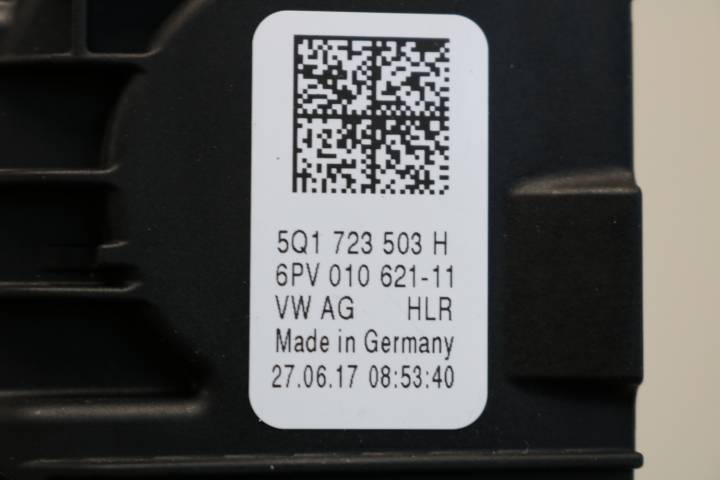 5Q1 723 503 H
6PV 010 621-11
VW AG HLR
Made in Germany
27.06.17 08:53:40